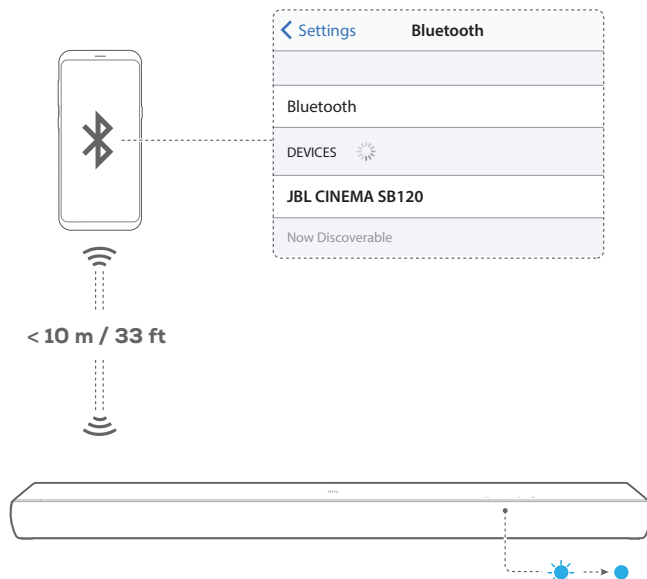 Settings Bluetooth
Bluetooth
DEVICES
JBL CINEMA SB120
Now Discoverable
< 10 m / 33 ft